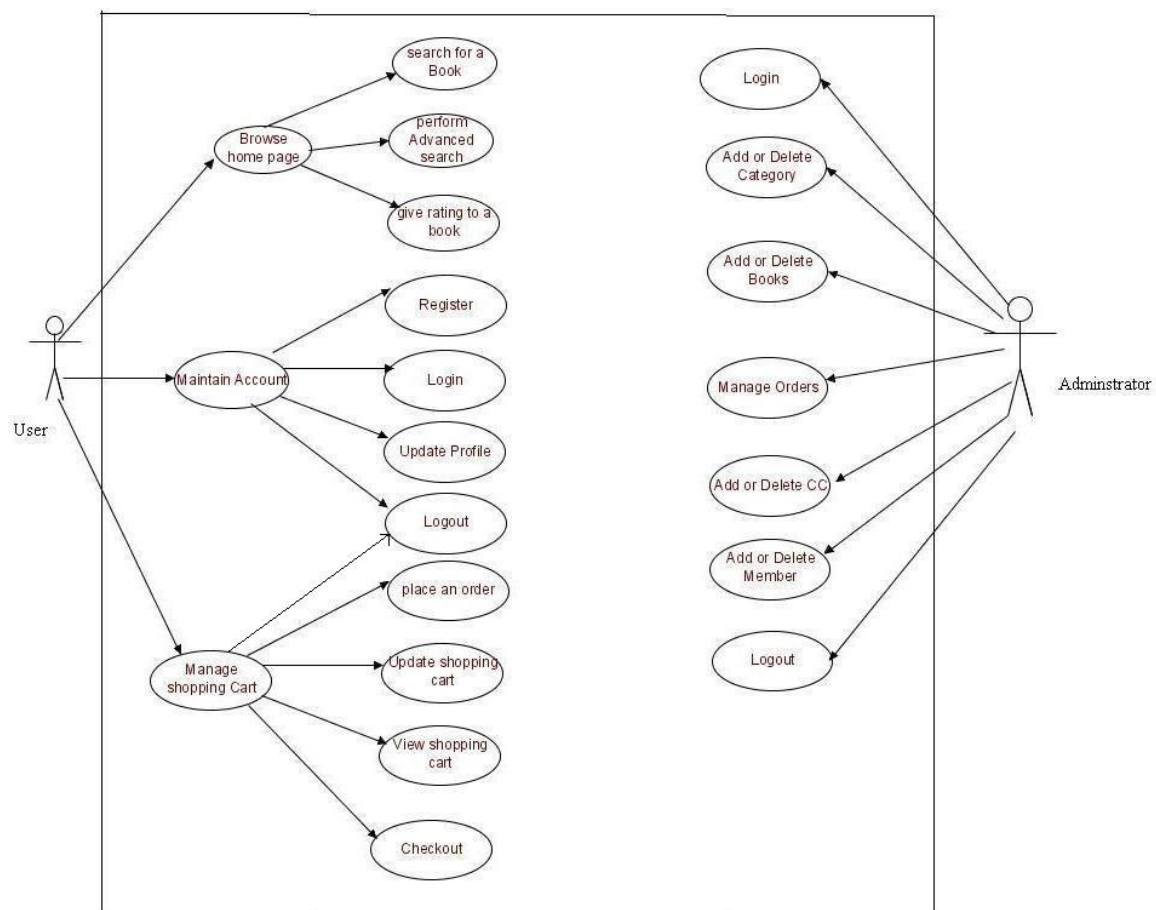 search for a
Book
perform
Advanced
search
Browse
home page
give rating to a
book
Register
Maintain Account
Login
Update Profile
Logout
place an order
Manage
shopping Cart
Update shopping
cart
View shopping
cart
Checkout
User
Login
Add or Delete
Category
Add or Delete
Books
Manage Orders
Add or Delete CC
Add or Delete
Member
Logout
Adminstrator